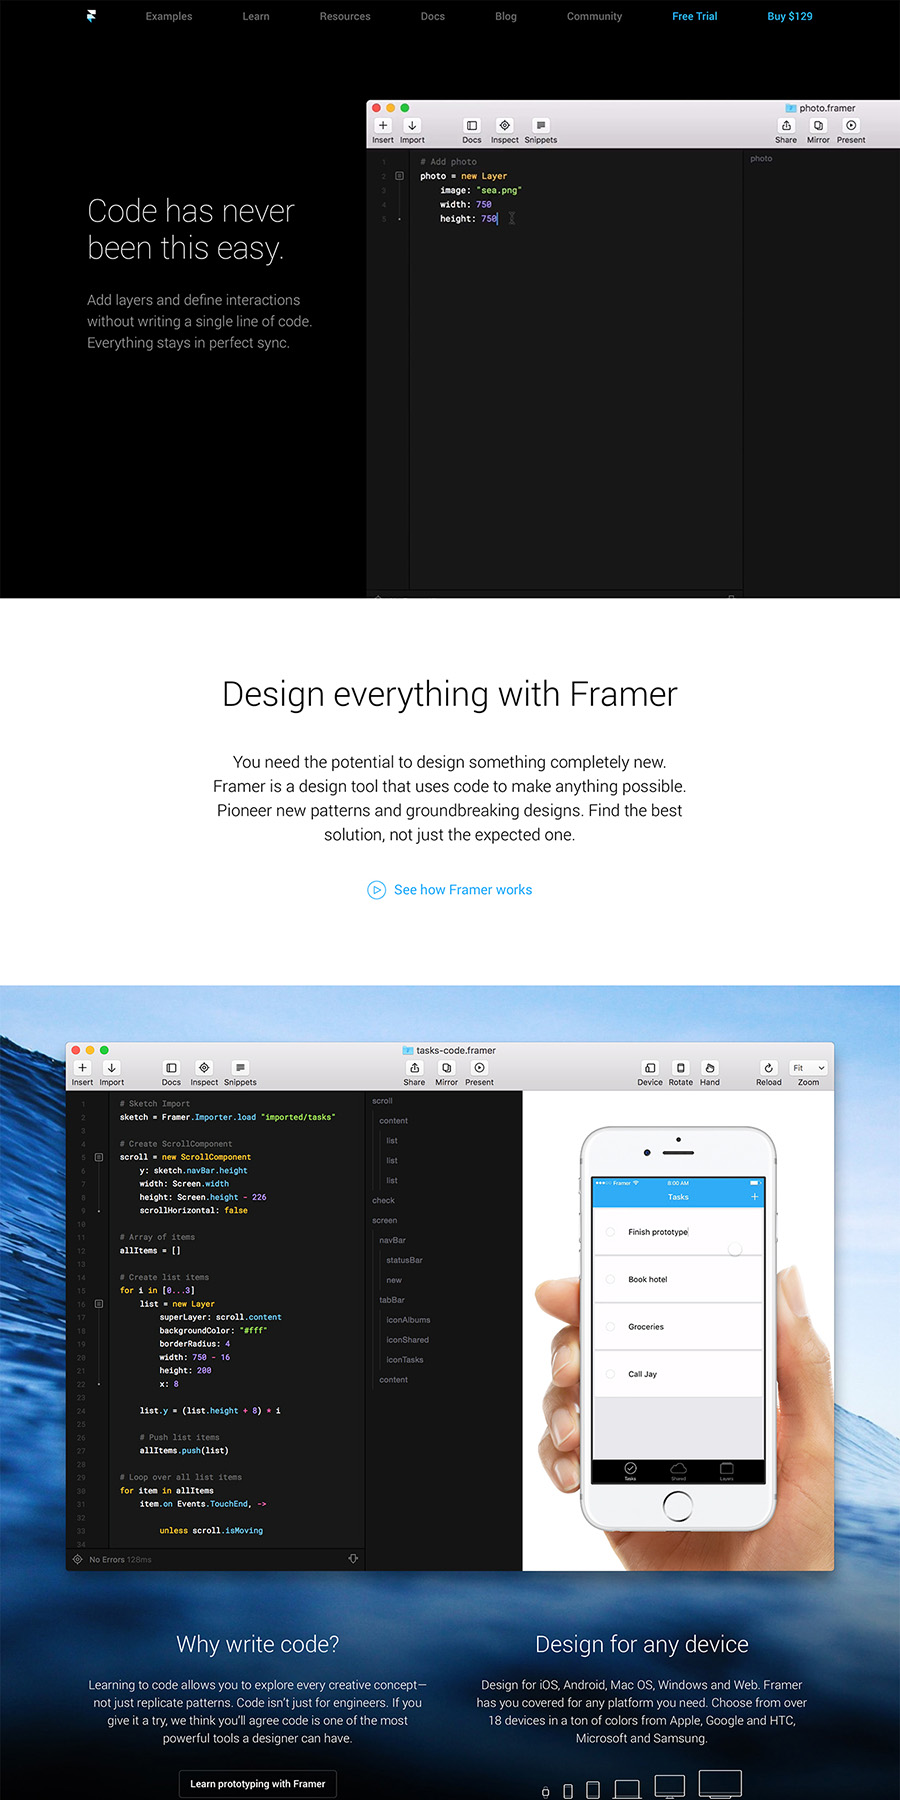 Examples Learn Resources Docs Blog Community Free Trial Buy $129
photo.framer
Insert Import Docs Inspect Snippets Share Mirror Present
1 # Add photo
2 photo = new Layer
3 image: "sea.png"
4 width: 750
5 height: 750
photo
Code has never
been this easy.
Add layers and define interactions
without writing a single line of code.
Everything stays in perfect sync.
Design everything with Framer
You need the potential to design something completely new.
Framer is a design tool that uses code to make anything possible.
Pioneer new patterns and groundbreaking designs. Find the best
solution, not just the expected one.
See how Framer works
tasks-code.framer
Insert Import Docs Inspect Snippets Share Mirror Present Device Rotate Hand Reload Fit Zoom
1 # Sketch Import
2 sketch = Framer.Importer.load "imported/tasks"
3
4 # Create ScrollComponent
5 scroll = new ScrollComponent
6 y: sketch.navBar.height
7 width: Screen.width
8 height: Screen.height - 226
9 scrollHorizontal: false
10
11 # Array of items
12 allItems = []
13
14 # Create list items
15 for i in [0...3]
16 list = new Layer
17 superLayer: scroll.content
18 backgroundColor: "#fff"
19 borderRadius: 4
20 width: 750 - 16
21 height: 200
22 x: 8
23
24 list.y = (list.height + 8) * i
25
26 # Push list items
27 allItems.push(list)
28
29 # Loop over all list items
30 for item in allItems
31 item.on Events.TouchEnd, ->
32
33 unless scroll.isMoving
34
No Errors 128ms
scroll
content
list
list
list
check
screen
navBar
statusBar
new
tabBar
iconAlbums
iconShared
iconTasks
content
Framer 8:00 AM
Tasks +
Finish prototype
Book hotel
Groceries
Call Jay
Tasks Shared Layers
Why write code?
Learning to code allows you to explore every creative concept—
not just replicate patterns. Code isn't just for engineers. If you
give it a try, we think you'll agree code is one of the most
powerful tools a designer can have.
Learn prototyping with Framer
Design for any device
Design for iOS, Android, Mac OS, Windows and Web. Framer
has you covered for any platform you need. Choose from over
18 devices in a ton of colors from Apple, Google and HTC,
Microsoft and Samsung.